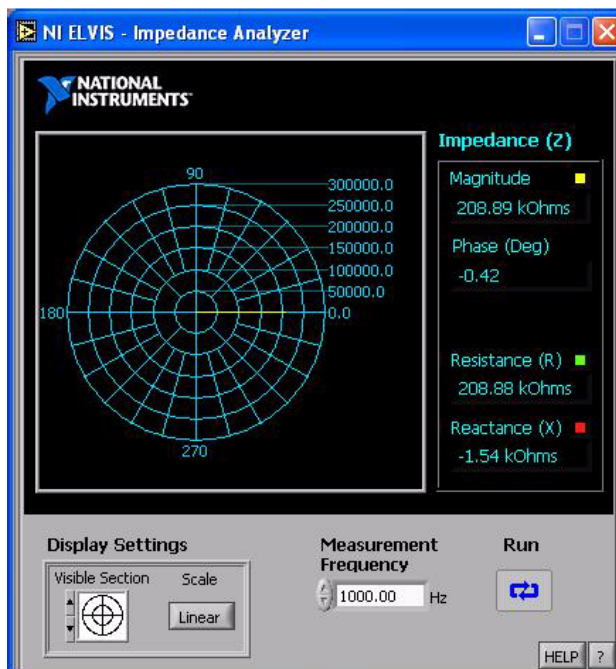 NI ELVIS - Impedance Analyzer
NATIONAL
INSTRUMENTS™
90
300000.0
250000.0
200000.0
150000.0
100000.0
50000.0
180
0.0
270
Impedance (Z)
Magnitude
208.89 kOhms
Phase (Deg)
-0.42
Resistance (R)
208.88 kOhms
Reactance (X)
-1.54 kOhms
Display Settings
Visible Section
Scale
Linear
Measurement
Frequency
1000.00 Hz
Run
HELP
?